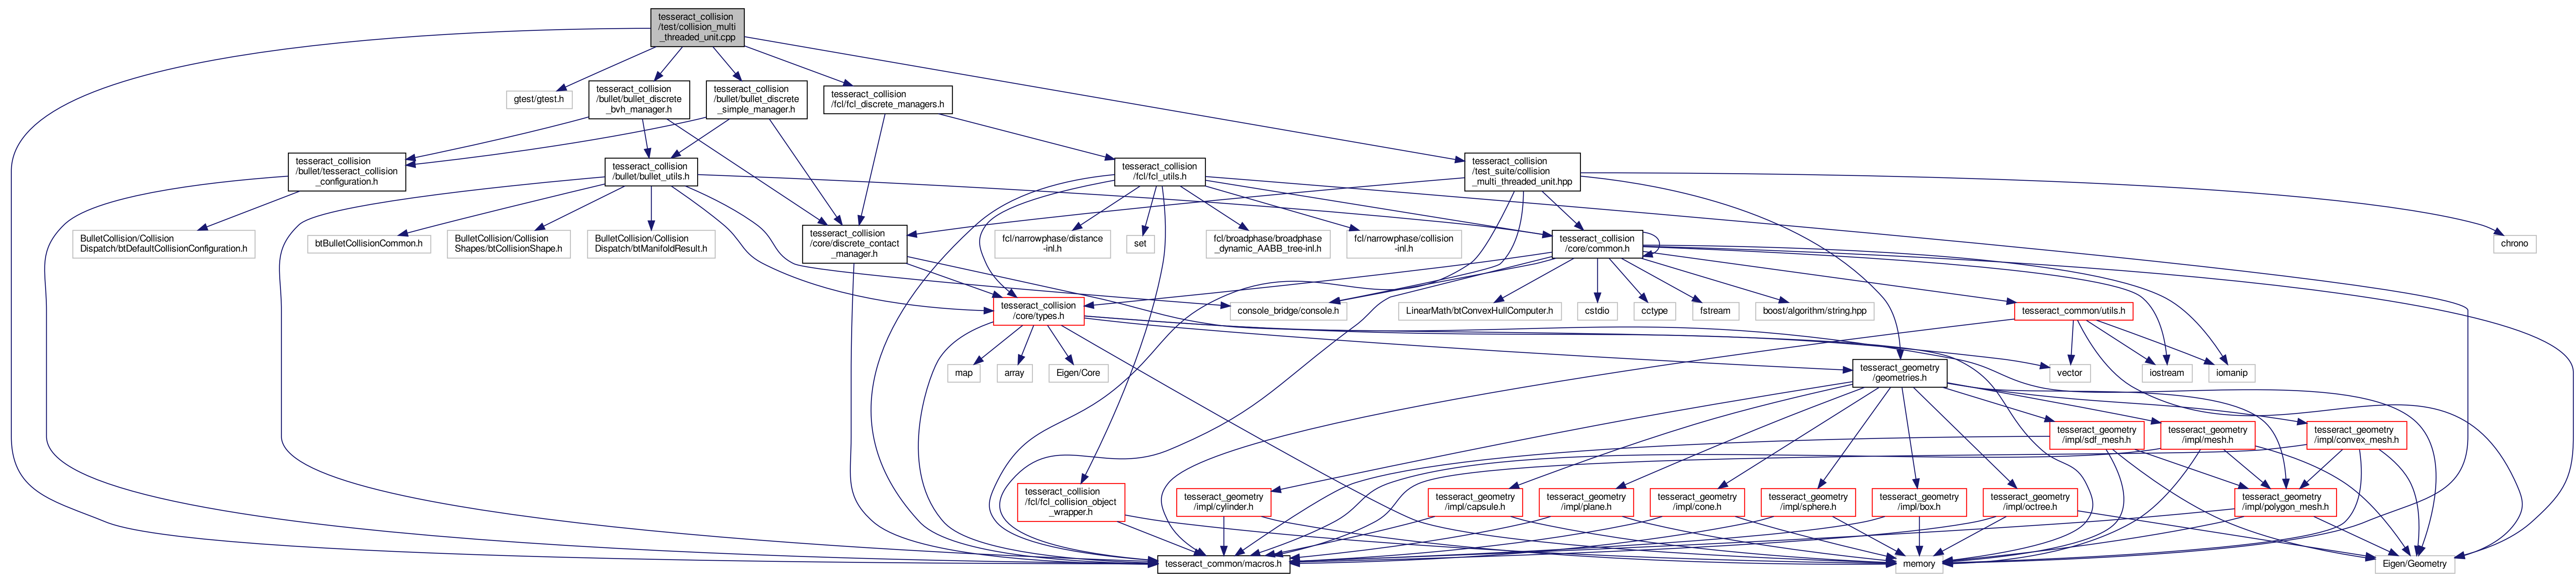 tesseract_collision
/test/collision_multi
_threaded_unit.cpp
gtest/gtest.h
tesseract_collision
/bullet/bullet_discrete
_bvh_manager.h
tesseract_collision
/bullet/bullet_discrete
_simple_manager.h
tesseract_collision
/fcl/fcl_discrete_managers.h
tesseract_collision
/bullet/tesseract_collision
_configuration.h
tesseract_collision
/bullet/bullet_utils.h
tesseract_collision
/fcl/fcl_utils.h
tesseract_collision
/test_suite/collision
_multi_threaded_unit.hpp
BulletCollision/Collision
Dispatch/btDefaultCollisionConfiguration.h
btBulletCollisionCommon.h
BulletCollision/Collision
Shapes/btCollisionShape.h
BulletCollision/Collision
Dispatch/btManifoldResult.h
tesseract_collision
/core/discrete_contact
_manager.h
fcl/narrowphase/distance
-inl.h
set
fcl/broadphase/broadphase
_dynamic_AABB_tree-inl.h
fcl/narrowphase/collision
-inl.h
tesseract_collision
/core/common.h
chrono
tesseract_collision
/core/types.h
console_bridge/console.h
LinearMath/btConvexHullComputer.h
cstdio
cctype
fstream
boost/algorithm/string.hpp
tesseract_common/utils.h
map
array
Eigen/Core
tesseract_geometry
/geometries.h
vector
iostream
iomanip
tesseract_geometry
/impl/sdf_mesh.h
tesseract_geometry
/impl/mesh.h
tesseract_geometry
/impl/convex_mesh.h
tesseract_collision
/fcl/fcl_collision_object
_wrapper.h
tesseract_geometry
/impl/cylinder.h
tesseract_geometry
/impl/capsule.h
tesseract_geometry
/impl/plane.h
tesseract_geometry
/impl/cone.h
tesseract_geometry
/impl/sphere.h
tesseract_geometry
/impl/box.h
tesseract_geometry
/impl/octree.h
tesseract_geometry
/impl/polygon_mesh.h
tesseract_common/macros.h
memory
Eigen/Geometry